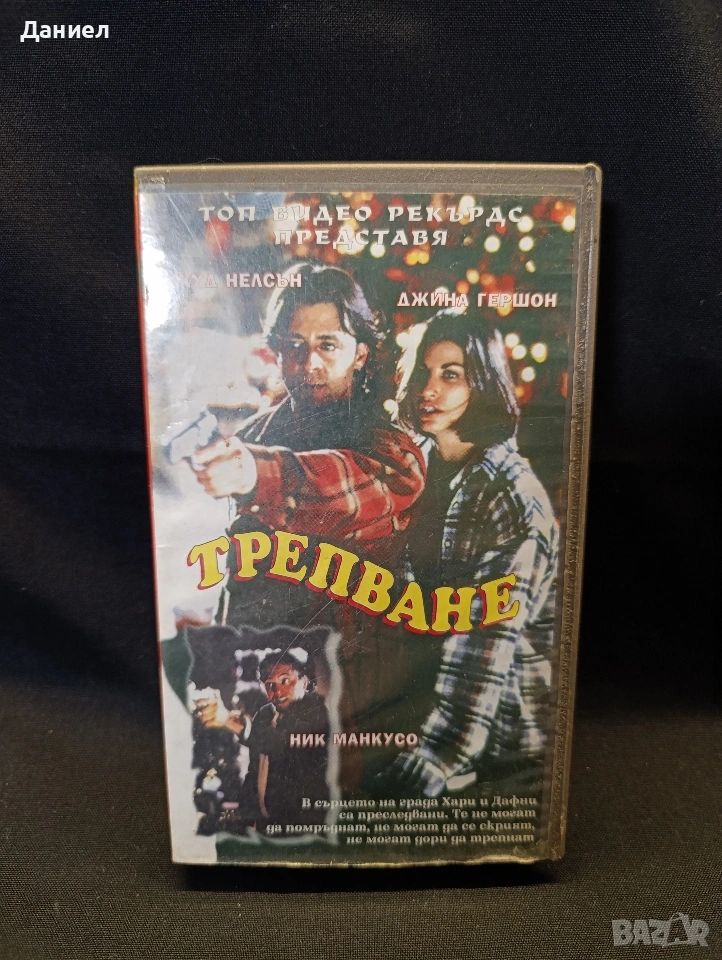 Даниел
ТОП ВИДЕО РЕКЪРДС
ПРЕДСТАВЯ
НЕЛСЪН
ДЖИНА ГЕРШОН
ТРЕПВАНЕ
НИК МАНКУСО
В сърцето на града Хари и Дафни
са преследвани. Те не могат
да помръднат, не могат да се скрият,
не могат дори да трепнат
BAZAR